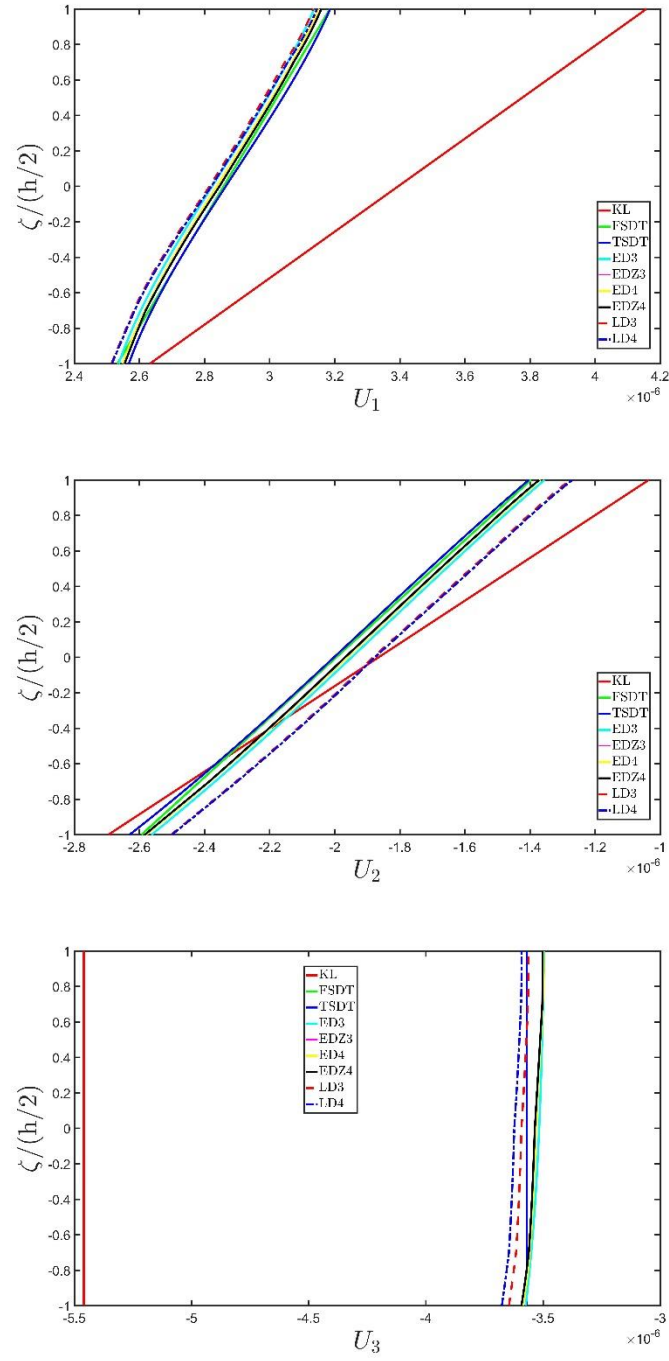 1
0.8
0.6
0.4
0.2
0
-0.2
-0.4
-0.6
-0.8
-1
ζ/(h/2)
KL
FSDT
TSDT
ED3
EDZ3
ED4
EDZ4
LD3
LD4
2.4 2.6 2.8 3 3.2 3.4 3.6 3.8 4 4.2
×10⁻⁶
U₁
1
0.8
0.6
0.4
0.2
0
-0.2
-0.4
-0.6
-0.8
-1
ζ/(h/2)
KL
FSDT
TSDT
ED3
EDZ3
ED4
EDZ4
LD3
LD4
-2.8 -2.6 -2.4 -2.2 -2 -1.8 -1.6 -1.4 -1.2 -1
×10⁻⁶
U₂
1
0.8
0.6
0.4
0.2
0
-0.2
-0.4
-0.6
-0.8
-1
ζ/(h/2)
KL
FSDT
TSDT
ED3
EDZ3
ED4
EDZ4
LD3
LD4
-5.5 -5 -4.5 -4 -3.5 -3
×10⁻⁶
U₃